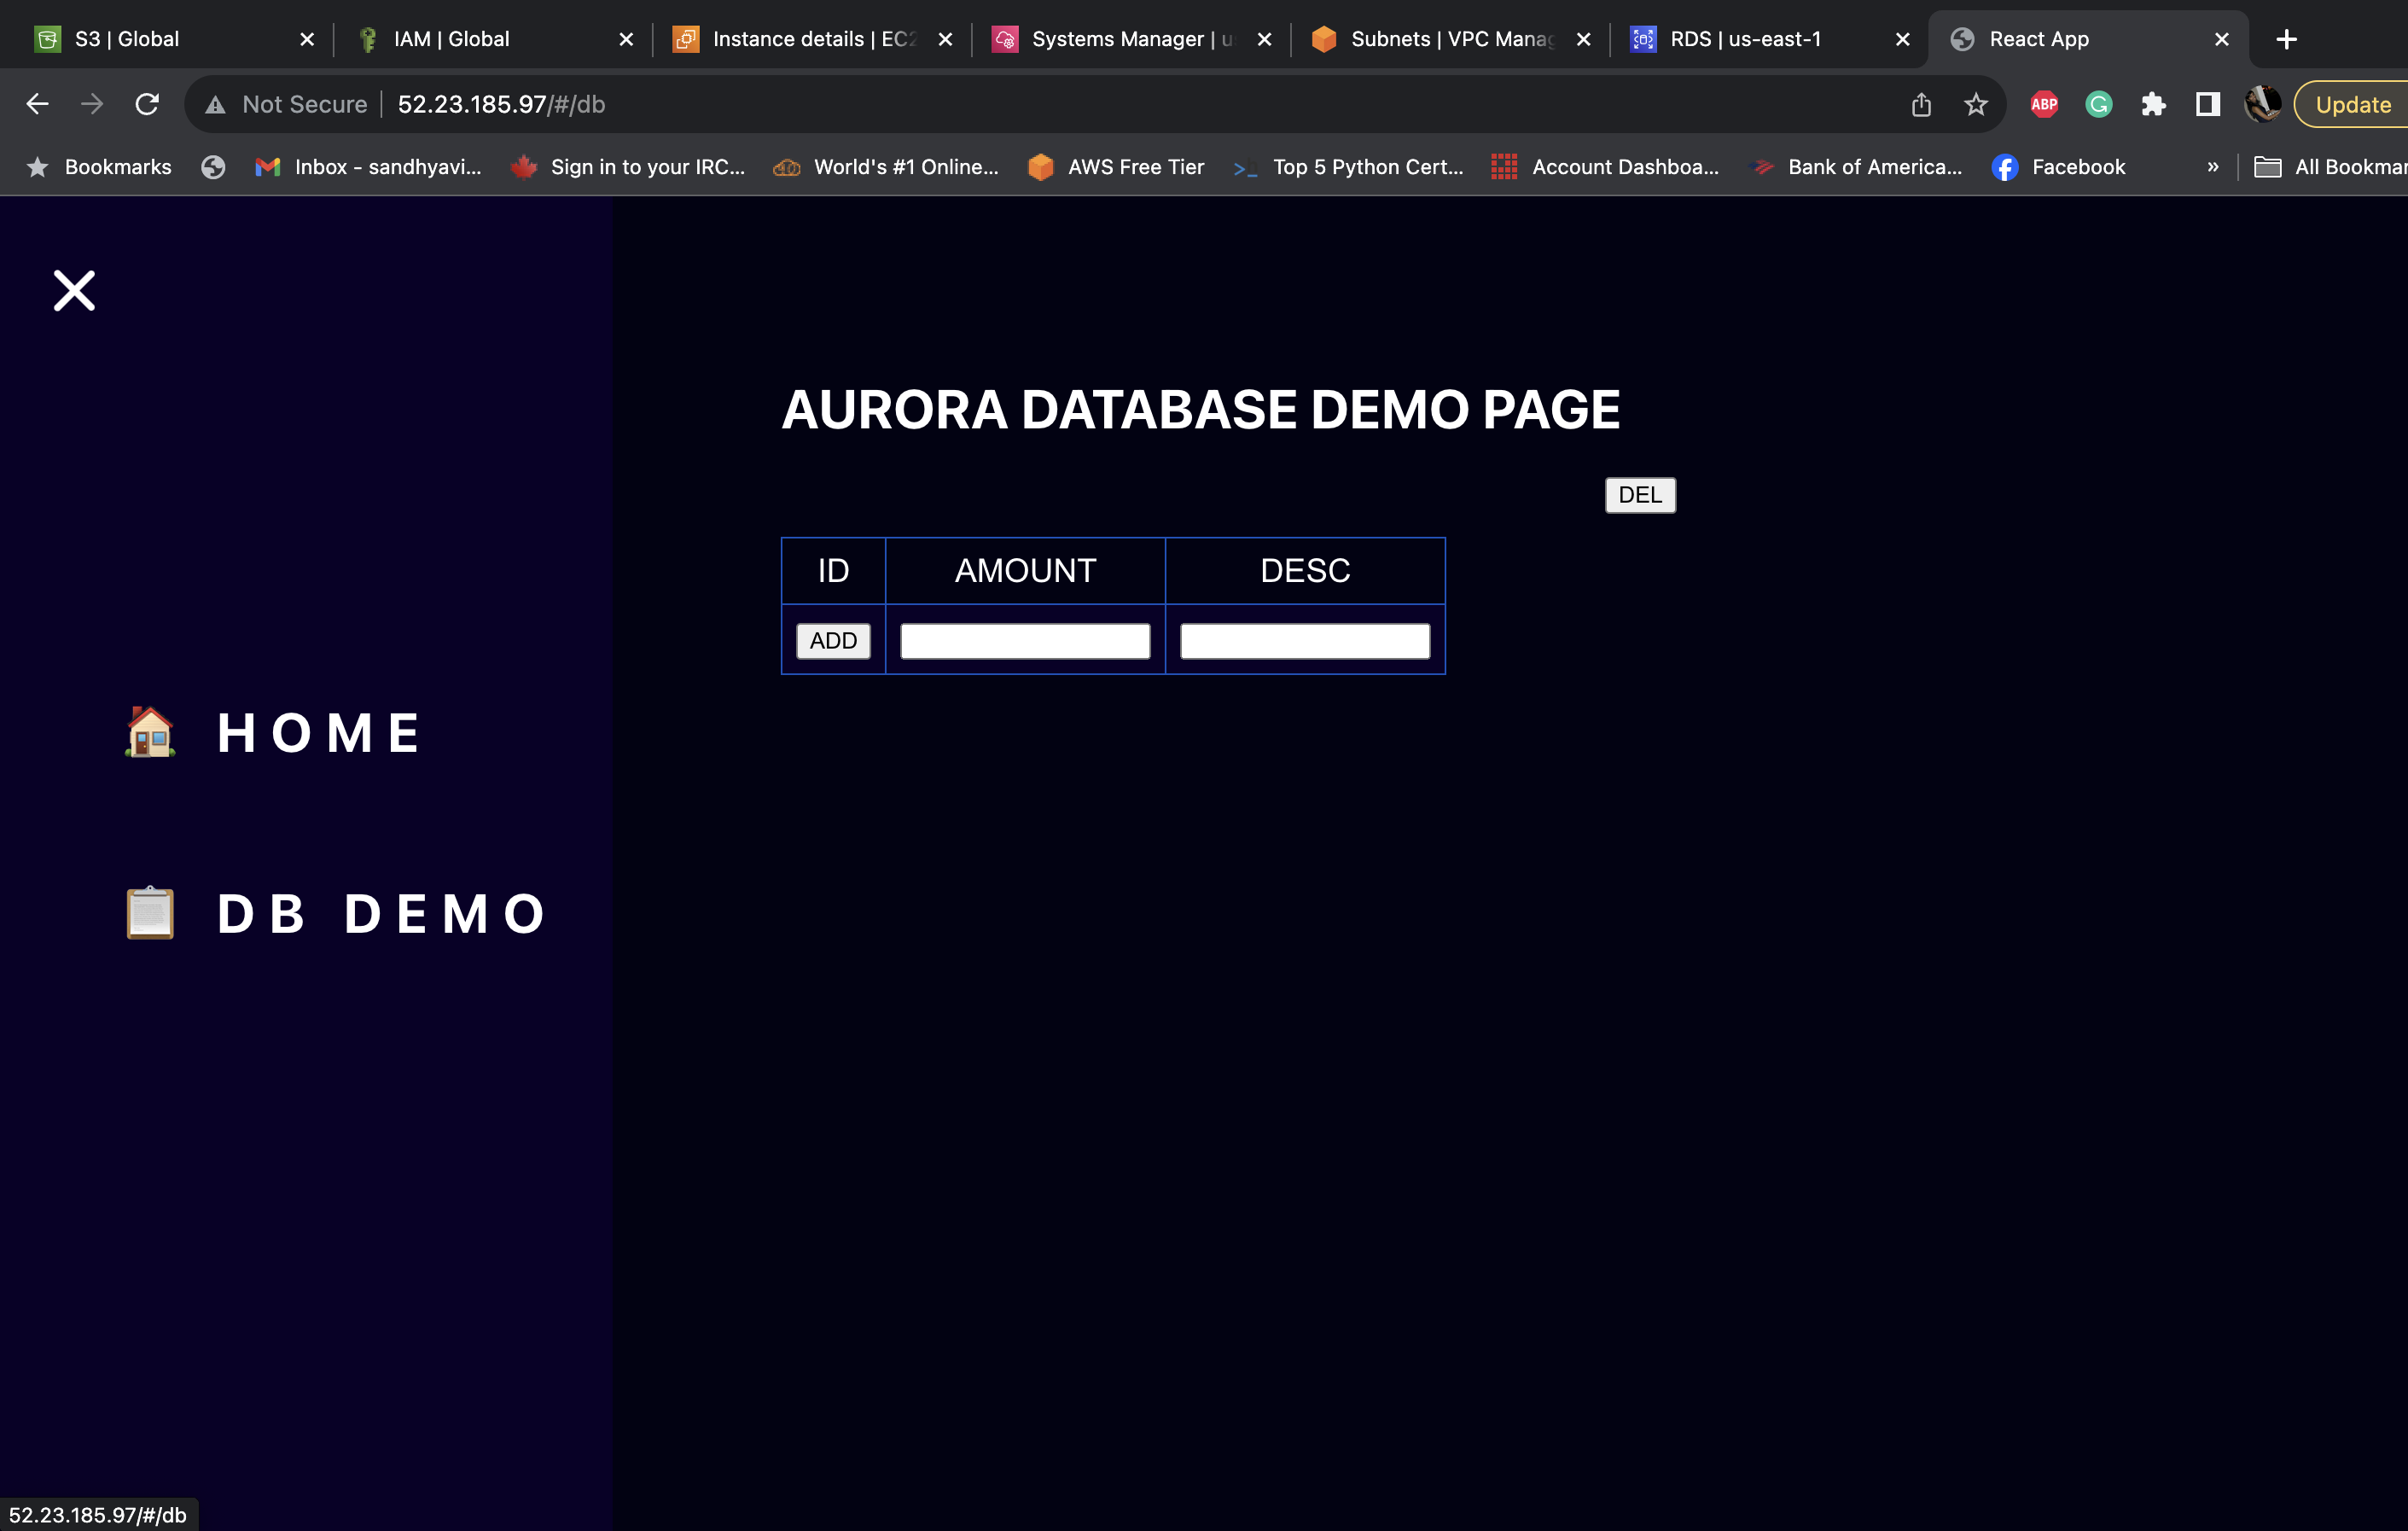 S3 | Global
IAM | Global
Instance details | EC2
Systems Manager | u
Subnets | VPC Manag
RDS | us-east-1
React App
Not Secure
52.23.185.97/#/db
ABP
Update
Bookmarks
Inbox - sandhyavi...
Sign in to your IRC...
World's #1 Online...
AWS Free Tier
Top 5 Python Cert...
Account Dashboa...
Bank of America...
Facebook
»
All Bookmar
AURORA DATABASE DEMO PAGE
DEL
ID AMOUNT DESC
ADD
HOME
DB DEMO
52.23.185.97/#/db